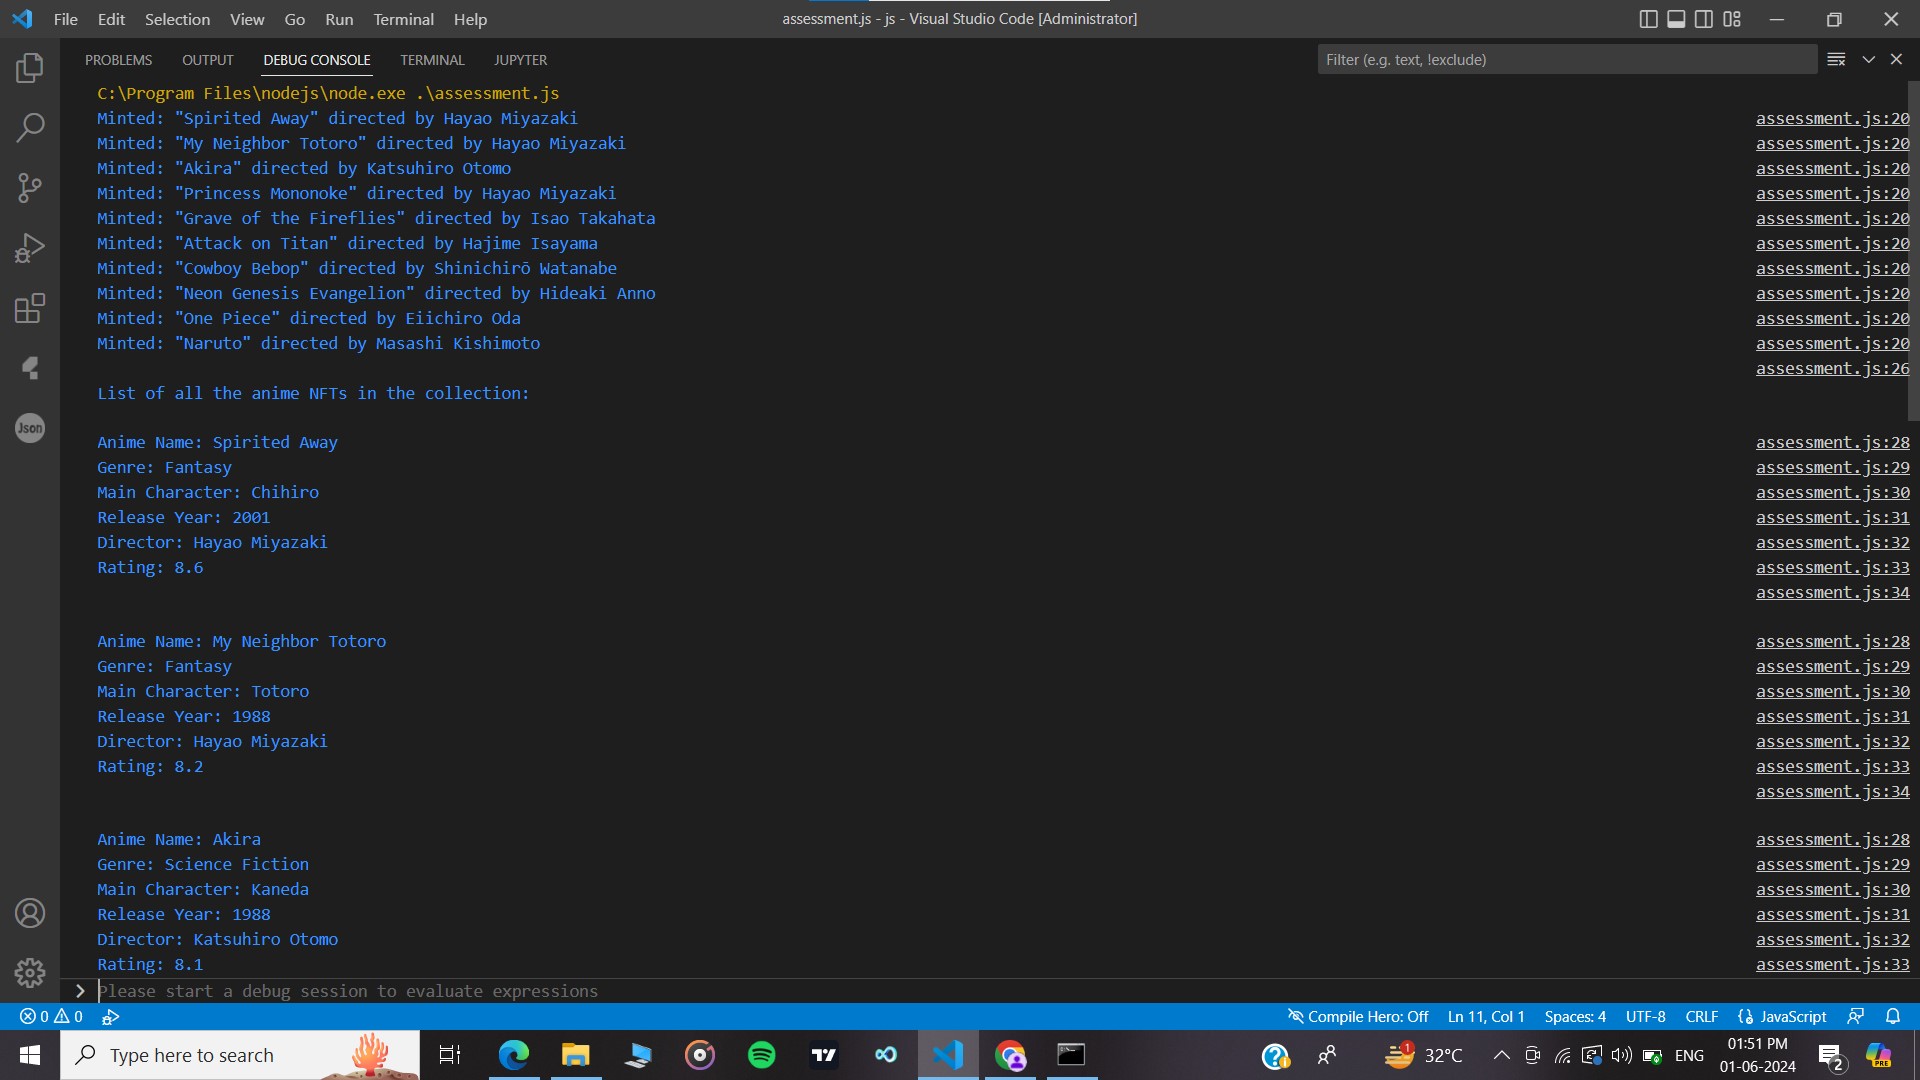 File Edit Selection View Go Run Terminal Help
assessment.js - js - Visual Studio Code [Administrator]
PROBLEMS OUTPUT DEBUG CONSOLE TERMINAL JUPYTER
Filter (e.g. text, !exclude)
C:\Program Files\nodejs\node.exe .\assessment.js
Minted: "Spirited Away" directed by Hayao Miyazaki assessment.js:20
Minted: "My Neighbor Totoro" directed by Hayao Miyazaki assessment.js:20
Minted: "Akira" directed by Katsuhiro Otomo assessment.js:20
Minted: "Princess Mononoke" directed by Hayao Miyazaki assessment.js:20
Minted: "Grave of the Fireflies" directed by Isao Takahata assessment.js:20
Minted: "Attack on Titan" directed by Hajime Isayama assessment.js:20
Minted: "Cowboy Bebop" directed by Shinichirō Watanabe assessment.js:20
Minted: "Neon Genesis Evangelion" directed by Hideaki Anno assessment.js:20
Minted: "One Piece" directed by Eiichiro Oda assessment.js:20
Minted: "Naruto" directed by Masashi Kishimoto assessment.js:20
assessment.js:26
List of all the anime NFTs in the collection:
Anime Name: Spirited Away assessment.js:28
Genre: Fantasy assessment.js:29
Main Character: Chihiro assessment.js:30
Release Year: 2001 assessment.js:31
Director: Hayao Miyazaki assessment.js:32
Rating: 8.6 assessment.js:33
assessment.js:34
Anime Name: My Neighbor Totoro assessment.js:28
Genre: Fantasy assessment.js:29
Main Character: Totoro assessment.js:30
Release Year: 1988 assessment.js:31
Director: Hayao Miyazaki assessment.js:32
Rating: 8.2 assessment.js:33
assessment.js:34
Anime Name: Akira assessment.js:28
Genre: Science Fiction assessment.js:29
Main Character: Kaneda assessment.js:30
Release Year: 1988 assessment.js:31
Director: Katsuhiro Otomo assessment.js:32
Rating: 8.1 assessment.js:33
Json
Please start a debug session to evaluate expressions
0 0 Compile Hero: Off Ln 11, Col 1 Spaces: 4 UTF-8 CRLF JavaScript
Type here to search
1 32°C ENG 01:51 PM
01-06-2024 2 PRE